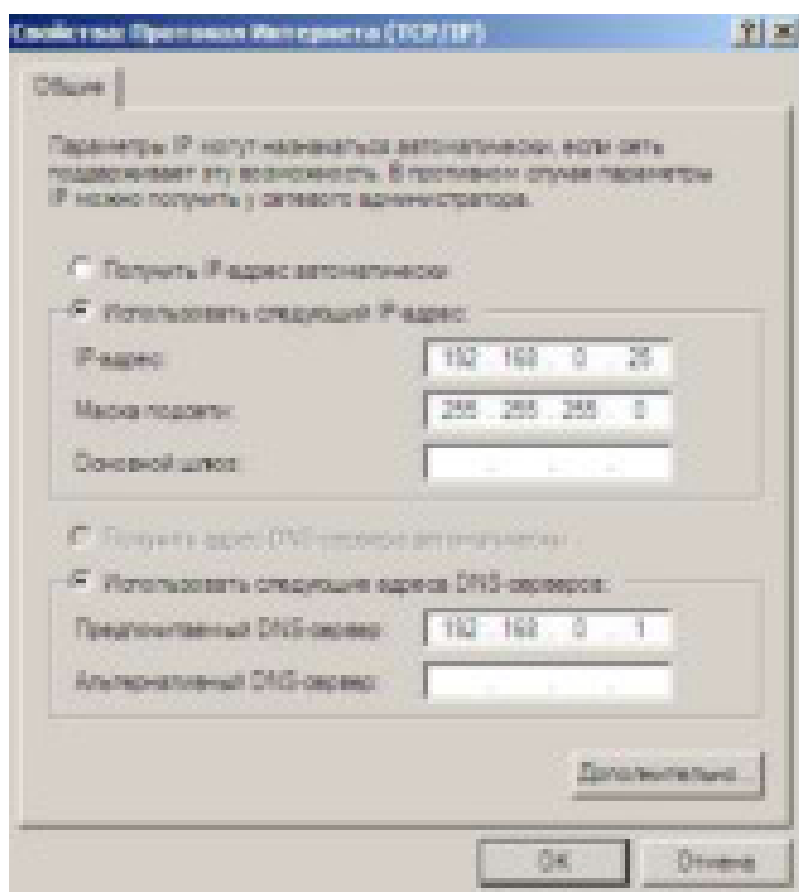 Свойства: Протокол Интернета (TCP/IP)
Общие
Параметры IP могут назначаться автоматически, если сеть
поддерживает эту возможность. В противном случае параметры
IP можно получить у сетевого администратора.
Получить IP-адрес автоматически
Использовать следующий IP-адрес:
IP-адрес: 192 . 168 . 0 .
Маска подсети: 255 . 255 . 255 . 0
Основной шлюз: . . .
Получить адрес DNS-сервера автоматически
Использовать следующие адреса DNS-серверов:
Предпочитаемый DNS-сервер: 192 . 168 . 0 . 1
Альтернативный DNS-сервер: . . .
Дополнительно...
OK Отмена